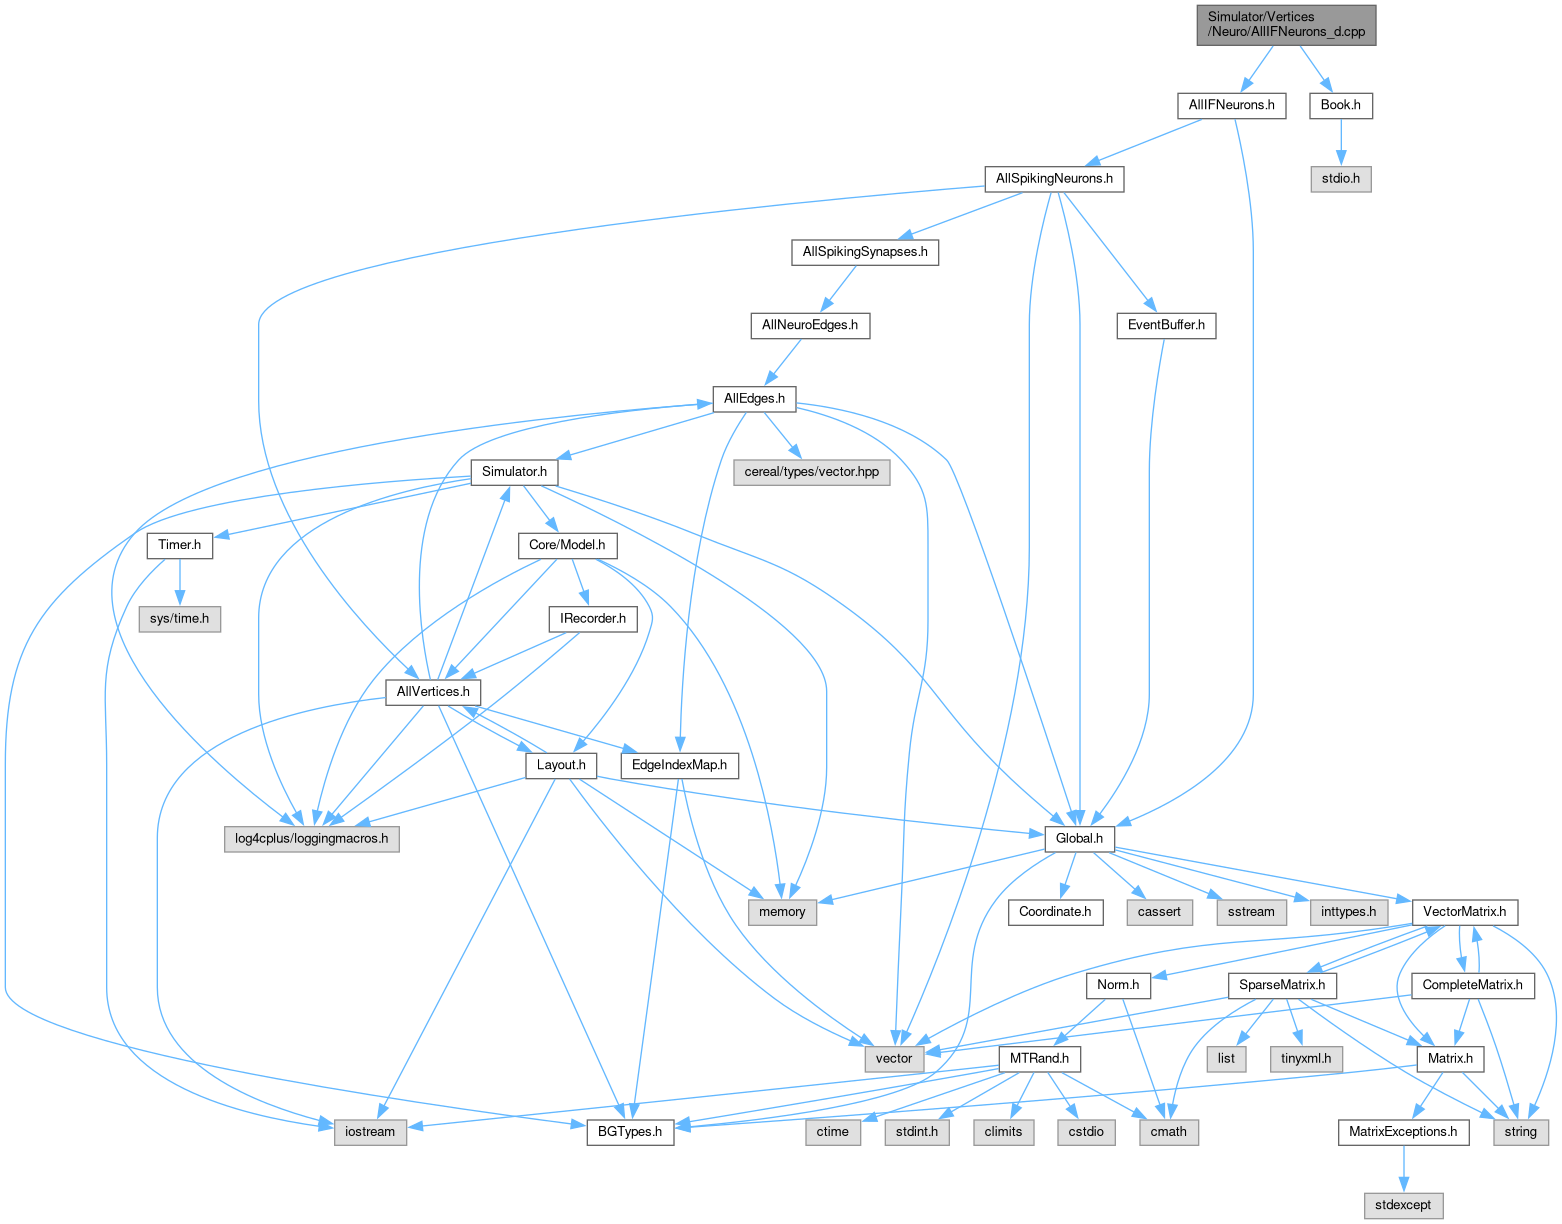 Simulator/Vertices
/Neuro/AllIFNeurons_d.cpp
AllIFNeurons.h
Book.h
AllSpikingNeurons.h
stdio.h
AllSpikingSynapses.h
AllNeuroEdges.h
EventBuffer.h
AllEdges.h
Simulator.h
cereal/types/vector.hpp
Timer.h
Core/Model.h
sys/time.h
IRecorder.h
AllVertices.h
Layout.h
EdgeIndexMap.h
log4cplus/loggingmacros.h
Global.h
memory
Coordinate.h
cassert
sstream
inttypes.h
VectorMatrix.h
Norm.h
SparseMatrix.h
CompleteMatrix.h
vector
MTRand.h
list
tinyxml.h
Matrix.h
iostream
BGTypes.h
ctime
stdint.h
climits
cstdio
cmath
MatrixExceptions.h
string
stdexcept